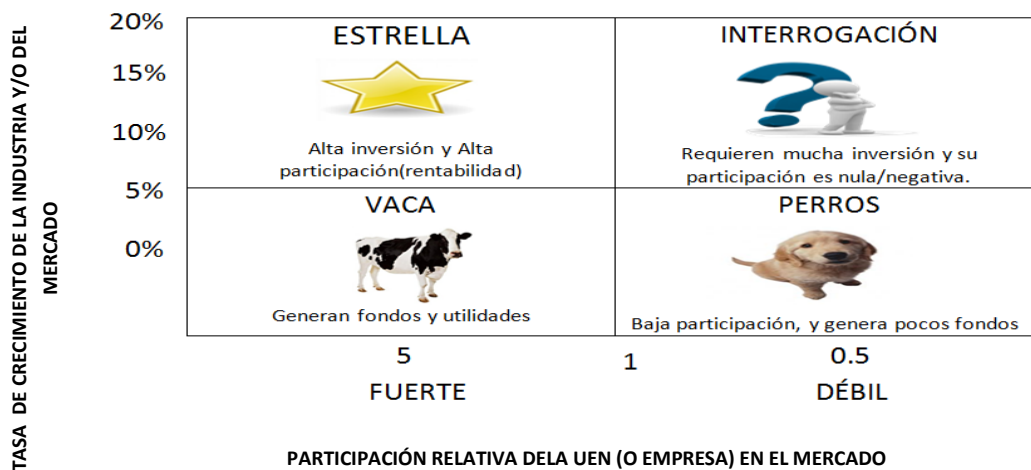 TASA DE CRECIMIENTO DE LA INDUSTRIA Y/O DEL
MERCADO
20%
15%
10%
5%
0%
ESTRELLA
Alta inversión y Alta
participación(rentabilidad)
INTERROGACIÓN
Requieren mucha inversión y su
participación es nula/negativa.
VACA
Generan fondos y utilidades
PERROS
Baja participación, y genera pocos fondos
5
1
0.5
FUERTE
DÉBIL
PARTICIPACIÓN RELATIVA DELA UEN (O EMPRESA) EN EL MERCADO